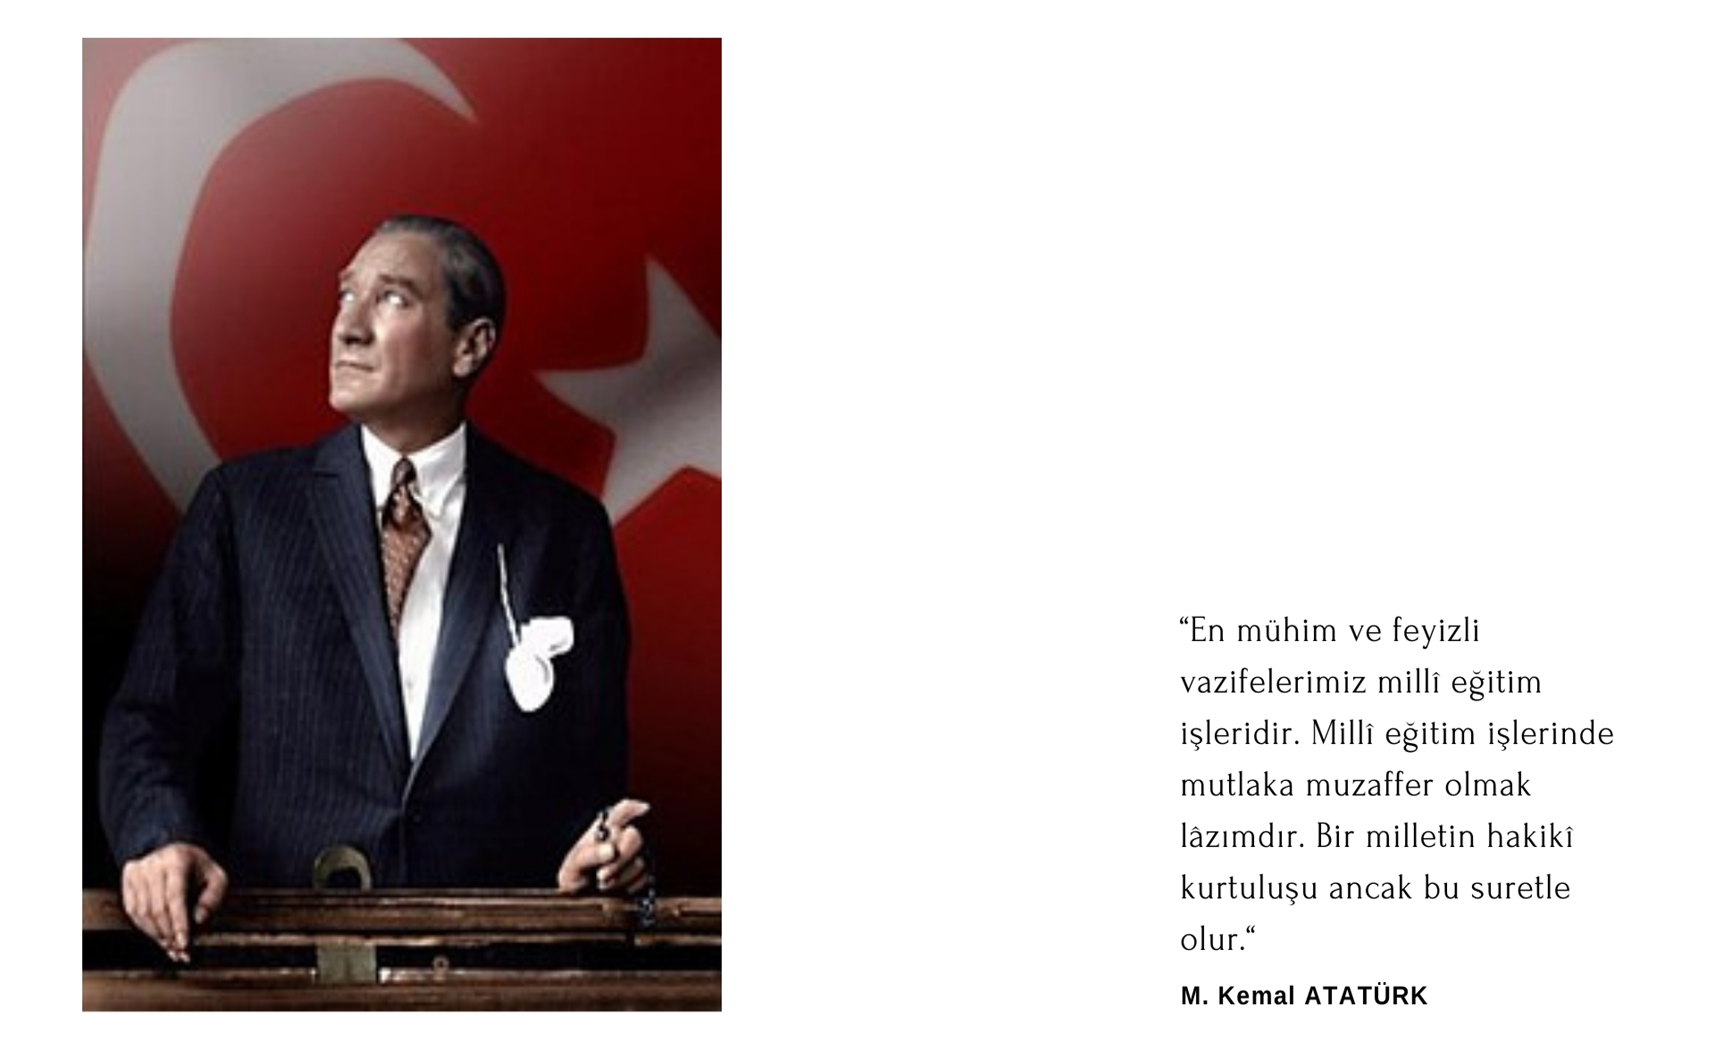 “En mühim ve feyizli
vazifelerimiz millî eğitim
işleridir. Millî eğitim işlerinde
mutlaka muzaffer olmak
lâzımdır. Bir milletin hakikî
kurtuluşu ancak bu suretle
olur.“
M. Kemal ATATÜRK